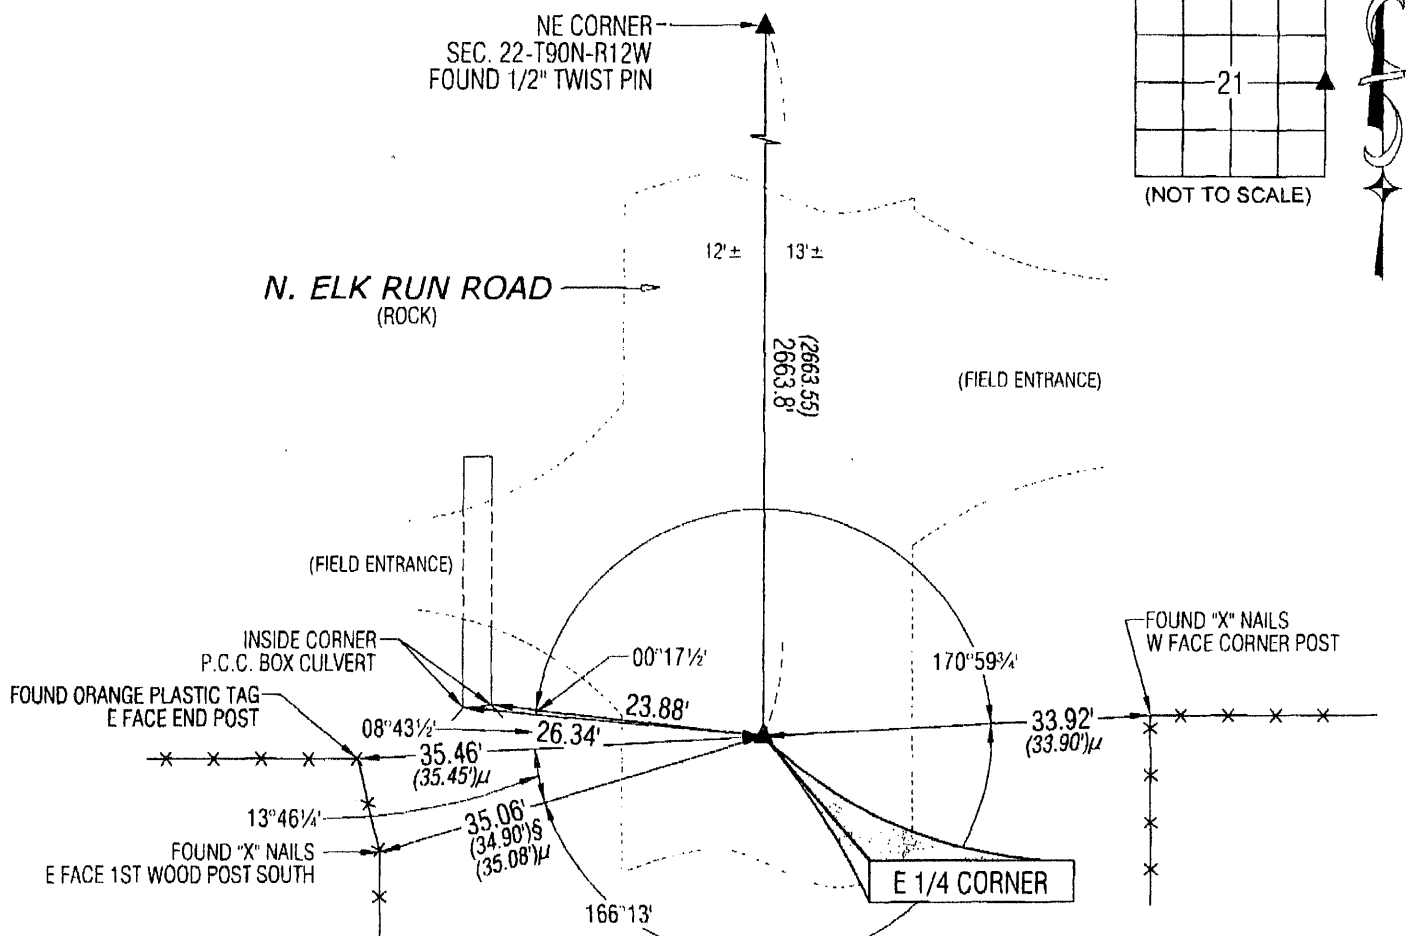 NE CORNER
SEC. 22-T90N-R12W
FOUND 1/2" TWIST PIN
21
(NOT TO SCALE)
12'± 13'±
N. ELK RUN ROAD
(ROCK)
(2663.55)
2663.8'
(FIELD ENTRANCE)
(FIELD ENTRANCE)
FOUND "X" NAILS
W FACE CORNER POST
INSIDE CORNER
P.C.C. BOX CULVERT
00°17½'
170°59¾'
FOUND ORANGE PLASTIC TAG
E FACE END POST
23.88'
08°43½'
26.34'
33.92'
(33.90')µ
35.46'
(35.45')µ
13°46¼'
35.06'
(34.90')§
(35.08')µ
FOUND "X" NAILS
E FACE 1ST WOOD POST SOUTH
E 1/4 CORNER
166°13'